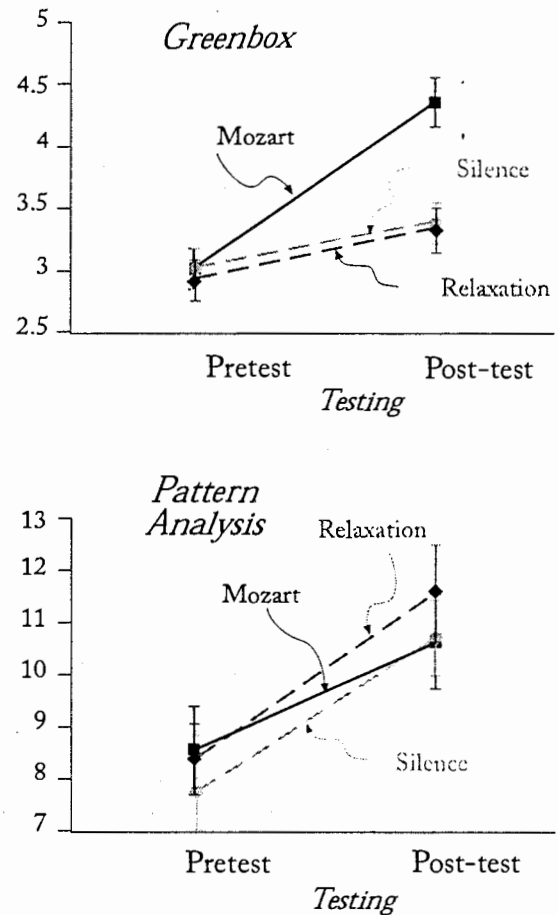 Greenbox
5
4.5
4
3.5
3
2.5
Mozart
Silence
Relaxation
Pretest
Post-test
Testing
Pattern
Analysis
13
12
11
10
9
8
7
Relaxation
Mozart
Silence
Pretest
Post-test
Testing